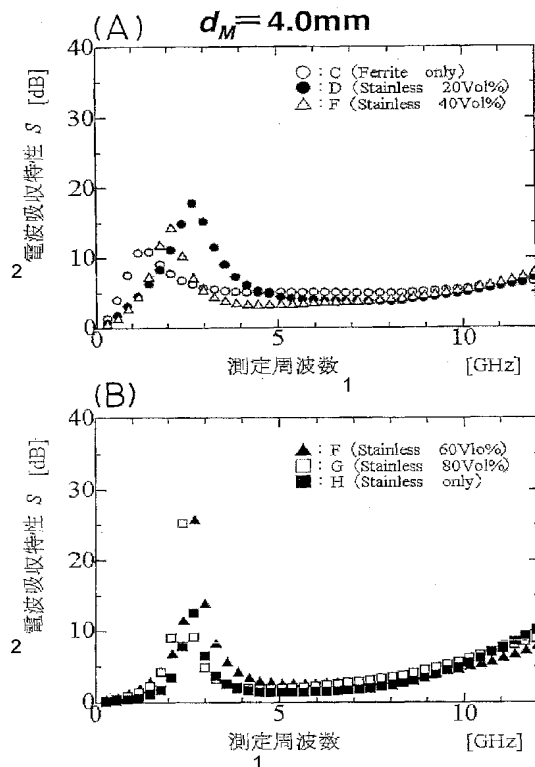 (A) d_M=4.0mm
40
30
20
10
0
2 電波吸収特性 S [dB]
○ : C (Ferrite only)
● : D (Stainless 20Vol%)
△ : F (Stainless 40Vol%)
0 5 10
測定周波数 [GHz]
1
(B)
40
30
20
10
0
2 電波吸収特性 S [dB]
▲ : F (Stainless 60Vlo%)
□ : G (Stainless 80Vol%)
■ : H (Stainless only)
0 5 10
測定周波数 [GHz]
1